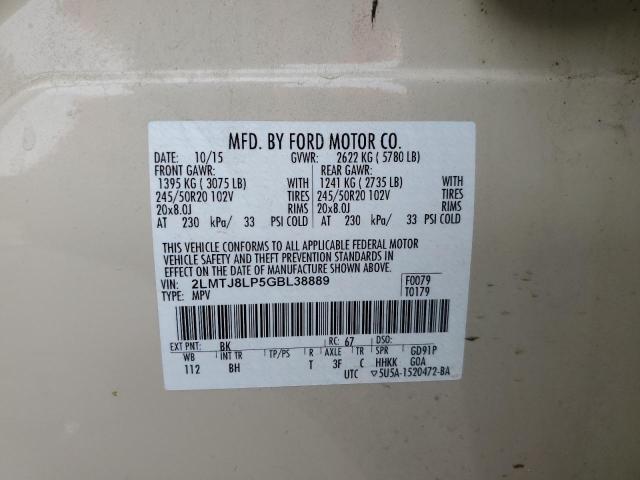 MFD. BY FORD MOTOR CO.
DATE: 10/15 GVWR: 2622 KG ( 5780 LB)
FRONT GAWR: REAR GAWR:
1395 KG ( 3075 LB) WITH 1241 KG ( 2735 LB) WITH
245/50R20 102V TIRES 245/50R20 102V TIRES
20x8.0J RIMS 20x8.0J RIMS
AT 230 kPa/ 33 PSI COLD AT 230 kPa/ 33 PSI COLD
THIS VEHICLE CONFORMS TO ALL APPLICABLE FEDERAL MOTOR
VEHICLE SAFETY AND THEFT PREVENTION STANDARDS IN
EFFECT ON THE DATE OF MANUFACTURE SHOWN ABOVE.
VIN: 2LMTJ8LP5GBL38889 F0079
TYPE: MPV T0179
EXT PNT: BK RC: 67 DSO:
WB INT TR TP/PS R AXLE TR SPR GD91P
112 BH T 3F C HHKK G0A
UTC ▽5U5A-1520472-BA